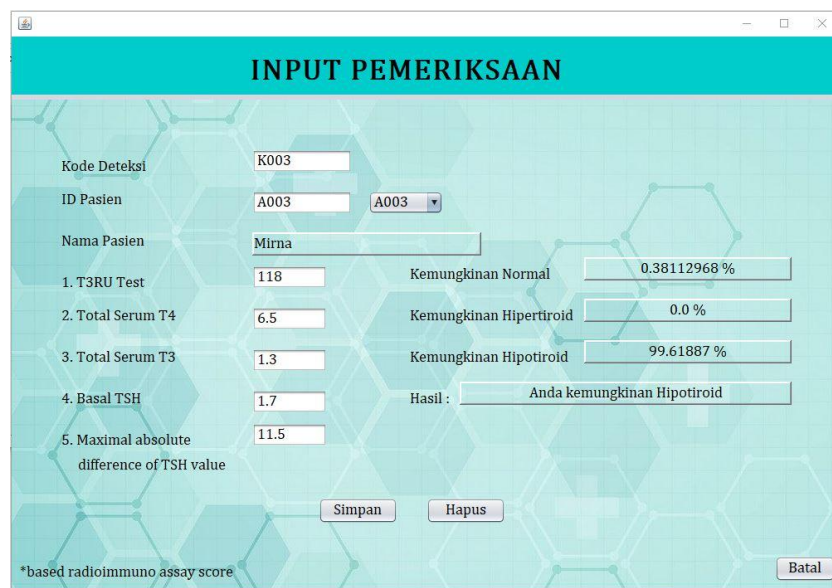 INPUT PEMERIKSAAN
Kode Deteksi K003
ID Pasien A003 A003
Nama Pasien Mirna
1. T3RU Test 118 Kemungkinan Normal 0.38112968 %
2. Total Serum T4 6.5 Kemungkinan Hipertiroid 0.0 %
3. Total Serum T3 1.3 Kemungkinan Hipotiroid 99.61887 %
4. Basal TSH 1.7 Hasil : Anda kemungkinan Hipotiroid
5. Maximal absolute 11.5
difference of TSH value
Simpan Hapus
*based radioimmuno assay score Batal